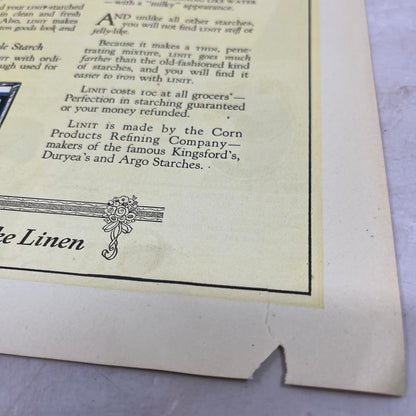 d your LINIT-starched
in clean and fresh
Also, LINIT makes
ton goods look and
le Starch
IT with ordi-
ough used for
—with a "milky" appearance.
AND unlike all other starches,
you will not find LINIT stiff or
jelly-like.
Because it makes a THIN, pene-
trating mixture, LINIT goes much
farther than the old-fashioned kind
of starches, and you will find it
easier to iron with LINIT.
LINIT COSTS 10C at all grocers'—
Perfection in starching guaranteed
or your money refunded.
LINIT is made by the Corn
Products Refining Company—
makers of the famous Kingsford's,
Duryea's and Argo Starches.
ke Linen